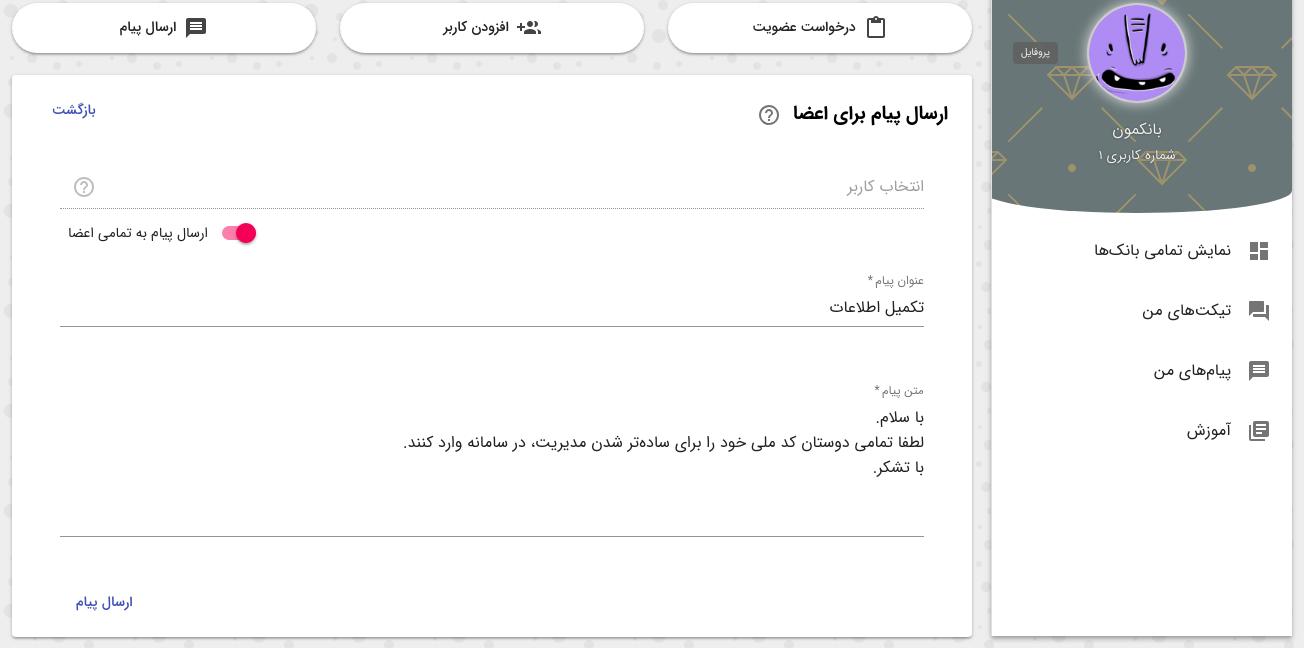 درخواست عضویت
افزودن کاربر
ارسال پیام
پروفایل
بانکمون
شماره کاربری ۱
نمایش تمامی بانک‌ها
تیکت‌های من
پیام‌های من
آموزش
ارسال پیام برای اعضا
بازگشت
انتخاب کاربر
ارسال پیام به تمامی اعضا
عنوان پیام *
تکمیل اطلاعات
متن پیام *
با سلام.
لطفا تمامی دوستان کد ملی خود را برای ساده‌تر شدن مدیریت، در سامانه وارد کنند.
با تشکر.
ارسال پیام